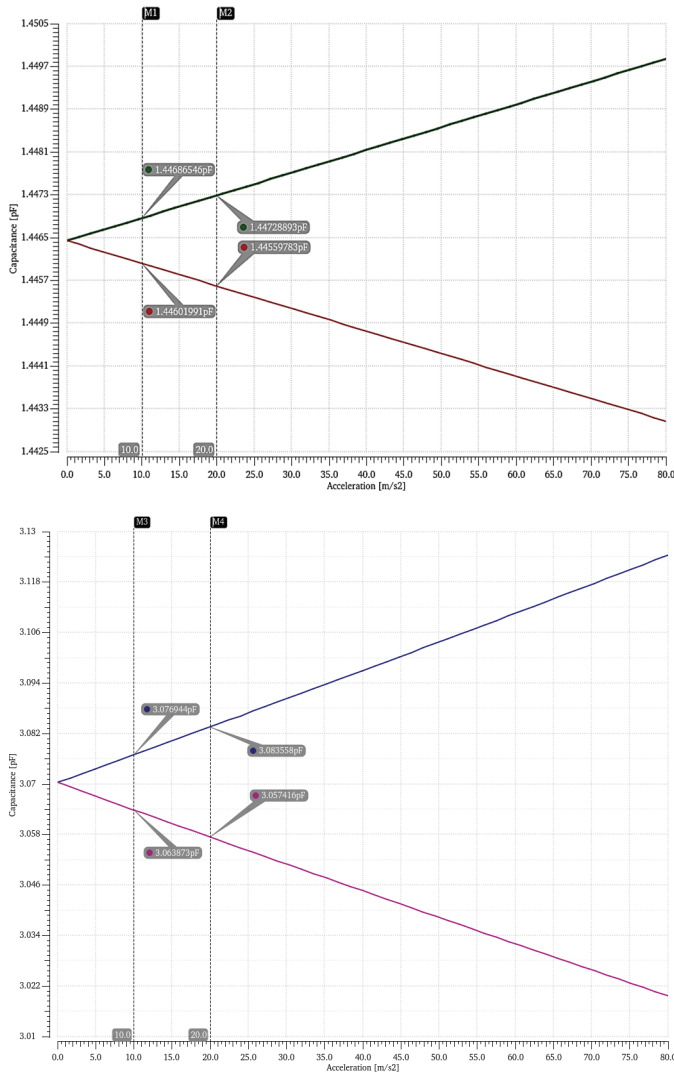 M1 M2
1.4505
1.4497
1.4489
1.4481
1.44686546pF
1.4473
1.44728893pF
1.4465
1.44559783pF
1.4457
1.44601991pF
1.4449
1.4441
1.4433
10.0 20.0
1.4425
Capacitance [pF]
0.0 5.0 10.0 15.0 20.0 25.0 30.0 35.0 40.0 45.0 50.0 55.0 60.0 65.0 70.0 75.0 80.0
Acceleration [m/s2]
M3 M4
3.13
3.118
3.106
3.094
3.076944pF
3.082
3.083558pF
3.07
3.057416pF
3.058
3.063873pF
3.046
3.034
3.022
10.0 20.0
3.01
Capacitance [pF]
0.0 5.0 10.0 15.0 20.0 25.0 30.0 35.0 40.0 45.0 50.0 55.0 60.0 65.0 70.0 75.0 80.0
Acceleration [m/s2]